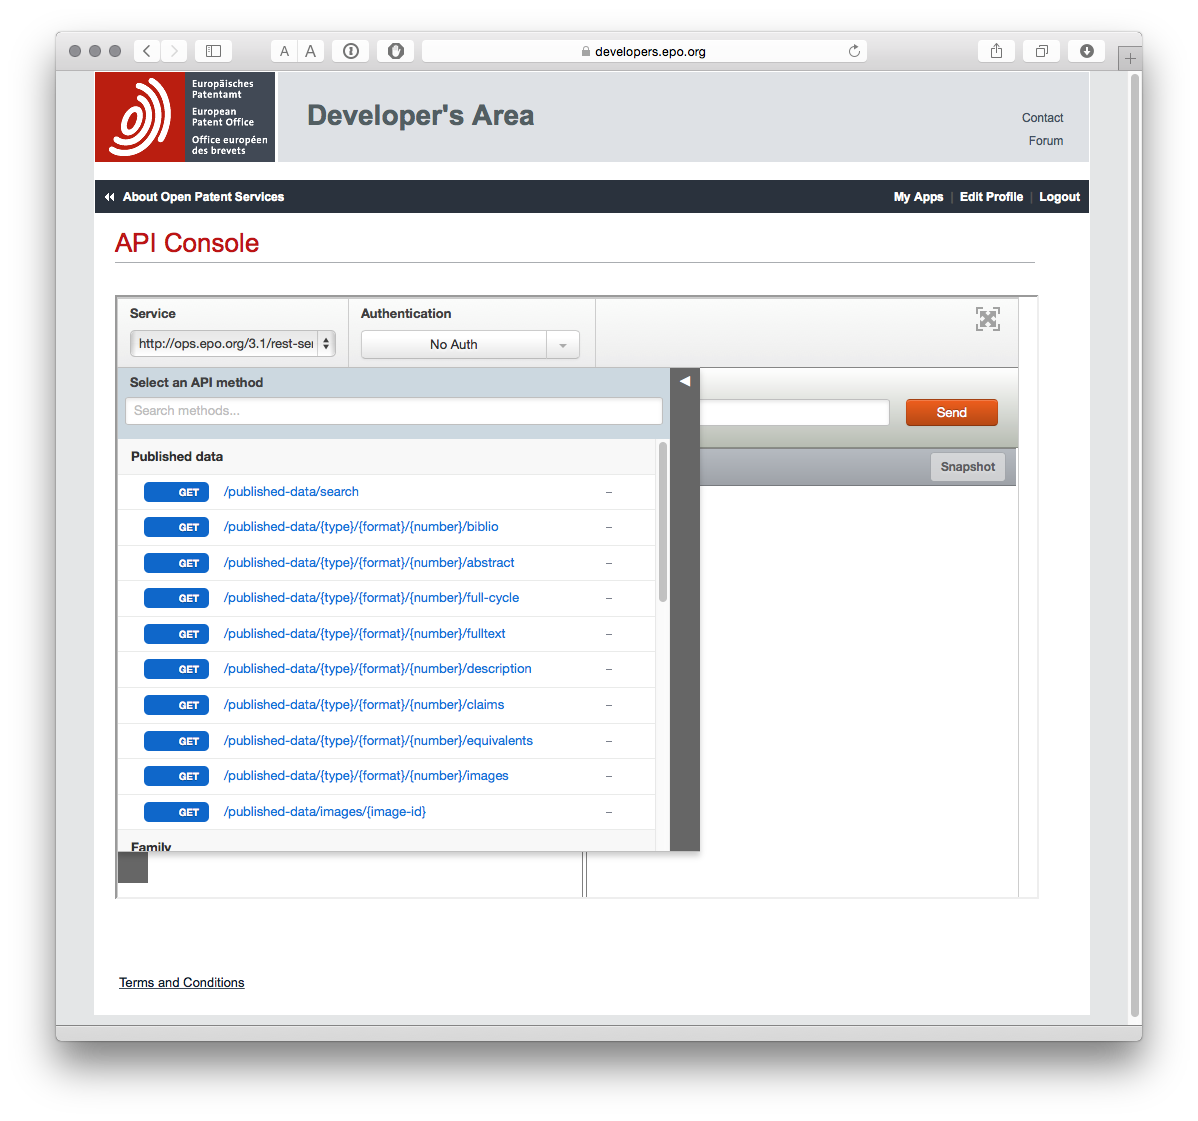 A A
developers.epo.org
Europäisches
Patentamt
European
Patent Office
Office européen
des brevets
Developer's Area
Contact
Forum
About Open Patent Services
My Apps | Edit Profile | Logout
API Console
Service
Authentication
http://ops.epo.org/3.1/rest-ser
No Auth
Select an API method
Search methods...
Send
Snapshot
Published data
GET /published-data/search –
GET /published-data/{type}/{format}/{number}/biblio –
GET /published-data/{type}/{format}/{number}/abstract –
GET /published-data/{type}/{format}/{number}/full-cycle –
GET /published-data/{type}/{format}/{number}/fulltext –
GET /published-data/{type}/{format}/{number}/description –
GET /published-data/{type}/{format}/{number}/claims –
GET /published-data/{type}/{format}/{number}/equivalents –
GET /published-data/{type}/{format}/{number}/images –
GET /published-data/images/{image-id} –
Family
Terms and Conditions